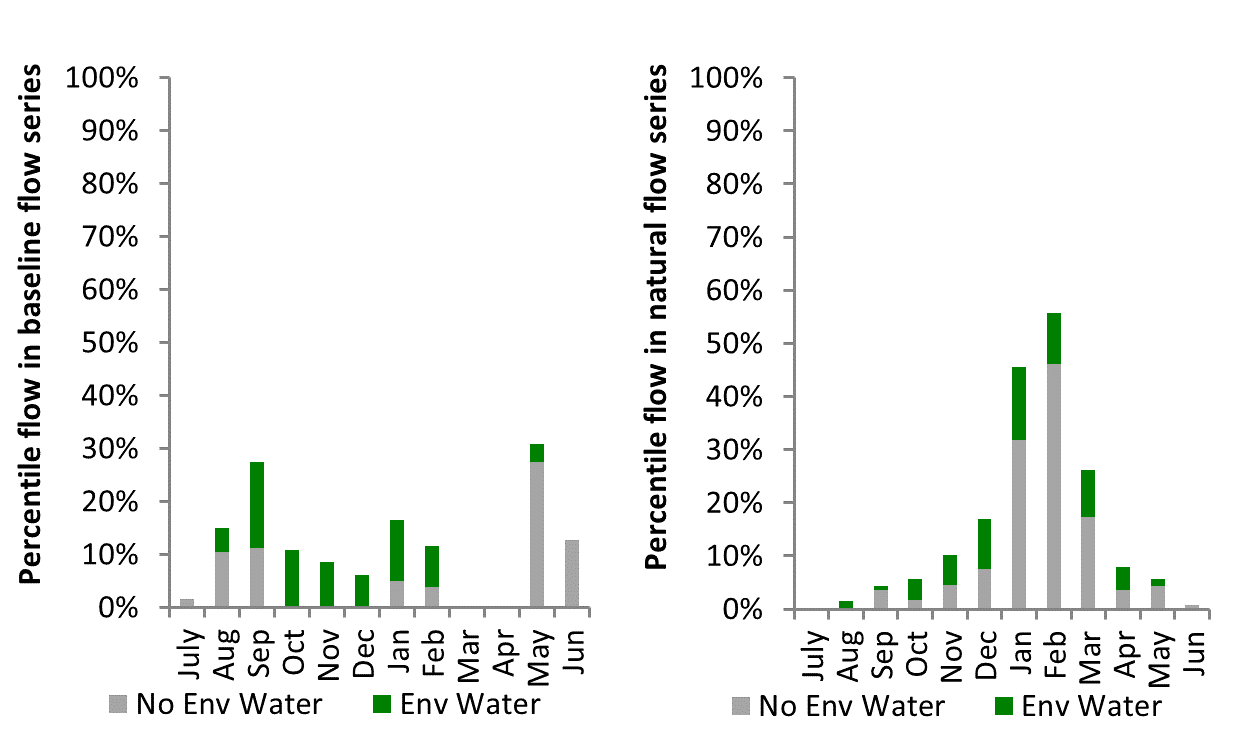 Percentile flow in baseline flow series
100%
90%
80%
70%
60%
50%
40%
30%
20%
10%
0%
July
Aug
Sep
Oct
Nov
Dec
Jan
Feb
Mar
Apr
May
Jun
No Env Water
Env Water
Percentile flow in natural flow series
100%
90%
80%
70%
60%
50%
40%
30%
20%
10%
0%
July
Aug
Sep
Oct
Nov
Dec
Jan
Feb
Mar
Apr
May
Jun
No Env Water
Env Water